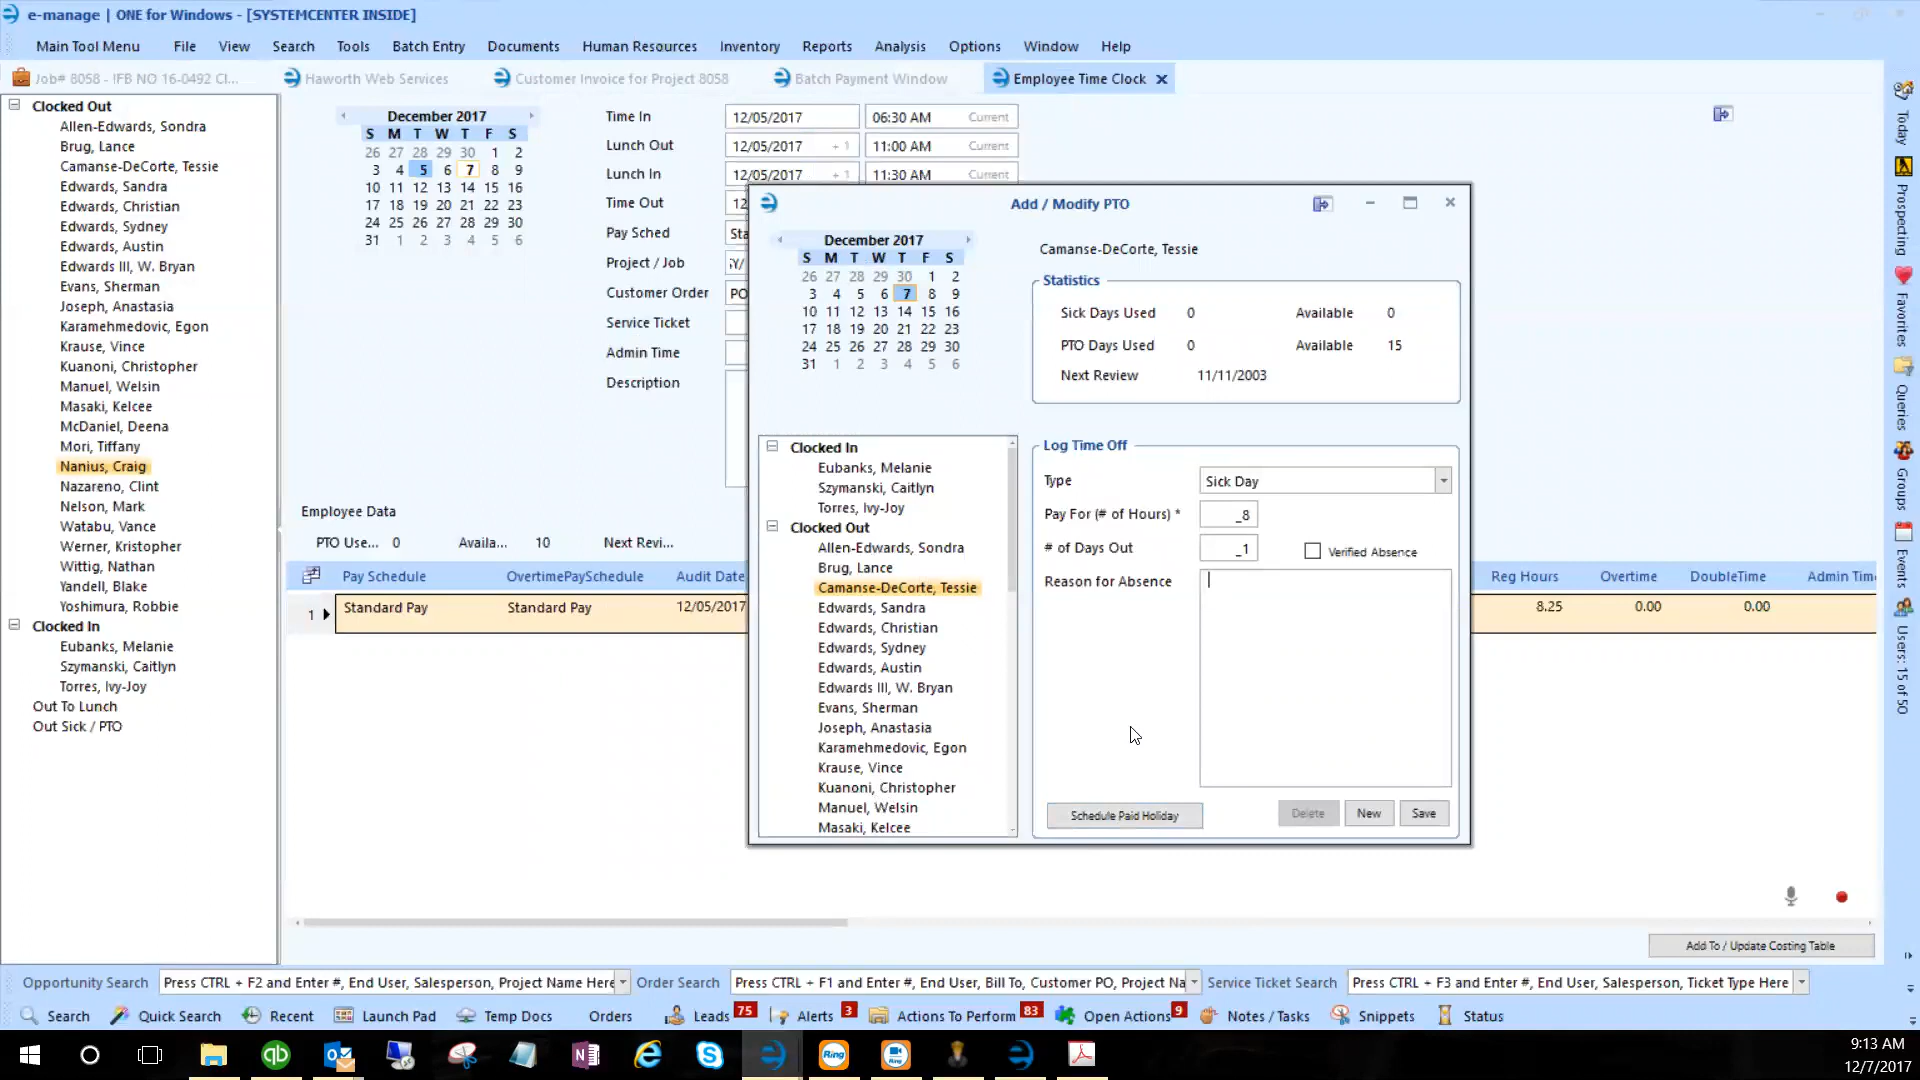 e-manage | ONE for Windows - [SYSTEMCENTER INSIDE]
Main Tool Menu File View Search Tools Batch Entry Documents Human Resources Inventory Reports Analysis Options Window Help
Job# 8058 - IFB NO 16-0492 Cl... Haworth Web Services Customer Invoice for Project 8058 Batch Payment Window Employee Time Clock
Clocked Out
Allen-Edwards, Sondra
Brug, Lance
Camanse-DeCorte, Tessie
Edwards, Sandra
Edwards, Christian
Edwards, Sydney
Edwards, Austin
Edwards III, W. Bryan
Evans, Sherman
Joseph, Anastasia
Karamehmedovic, Egon
Krause, Vince
Kuanoni, Christopher
Manuel, Welsin
Masaki, Kelcee
McDaniel, Deena
Mori, Tiffany
Nanius, Craig
Nazareno, Clint
Nelson, Mark
Watabu, Vance
Werner, Kristopher
Wittig, Nathan
Yandell, Blake
Yoshimura, Robbie
Clocked In
Eubanks, Melanie
Szymanski, Caitlyn
Torres, Ivy-Joy
Out To Lunch
Out Sick / PTO
December 2017
S M T W T F S
26 27 28 29 30 1 2
3 4 5 6 7 8 9
10 11 12 13 14 15 16
17 18 19 20 21 22 23
24 25 26 27 28 29 30
31 1 2 3 4 5 6
Time In 12/05/2017 06:30 AM Current
Lunch Out 12/05/2017 + 1 11:00 AM Current
Lunch In 12/05/2017 + 1 11:30 AM Current
Time Out 12
Pay Sched Sta
Project / Job
Customer Order PO
Service Ticket
Admin Time
Description
Employee Data
PTO Use... 0 Availa... 10 Next Revi...
Pay Schedule OvertimePaySchedule Audit Date Reg Hours Overtime DoubleTime Admin Tim
1 Standard Pay Standard Pay 12/05/2017 8.25 0.00 0.00
Add / Modify PTO
December 2017
S M T W T F S
26 27 28 29 30 1 2
3 4 5 6 7 8 9
10 11 12 13 14 15 16
17 18 19 20 21 22 23
24 25 26 27 28 29 30
31 1 2 3 4 5 6
Camanse-DeCorte, Tessie
Statistics
Sick Days Used 0 Available 0
PTO Days Used 0 Available 15
Next Review 11/11/2003
Clocked In
Eubanks, Melanie
Szymanski, Caitlyn
Torres, Ivy-Joy
Clocked Out
Allen-Edwards, Sondra
Brug, Lance
Camanse-DeCorte, Tessie
Edwards, Sandra
Edwards, Christian
Edwards, Sydney
Edwards, Austin
Edwards III, W. Bryan
Evans, Sherman
Joseph, Anastasia
Karamehmedovic, Egon
Krause, Vince
Kuanoni, Christopher
Manuel, Welsin
Masaki, Kelcee
Log Time Off
Type Sick Day
Pay For (# of Hours) * _8
# of Days Out _1 Verified Absence
Reason for Absence
Schedule Paid Holiday Delete New Save
Today
Prospecting
Favorites
Queries
Groups
Events
Users: 15 of 50
Add To / Update Costing Table
Opportunity Search Press CTRL + F2 and Enter #, End User, Salesperson, Project Name Here Order Search Press CTRL + F1 and Enter #, End User, Bill To, Customer PO, Project Na Service Ticket Search Press CTRL + F3 and Enter #, End User, Salesperson, Ticket Type Here
Search Quick Search Recent Launch Pad Temp Docs Orders Leads 75 Alerts 3 Actions To Perform 83 Open Actions 9 Notes / Tasks Snippets Status
Ring
9:13 AM
12/7/2017